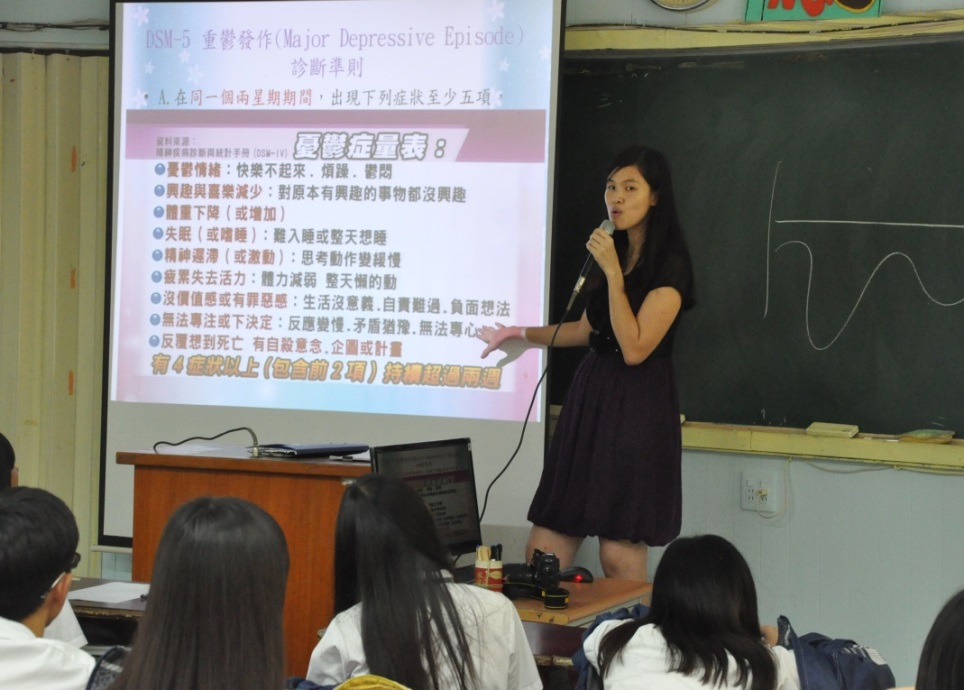 DSM-5 重鬱發作(Major Depressive Episode)
診斷準則
• A.在同一個兩星期期間，出現下列症狀至少五項
資料來源：
精神疾病診斷與統計手冊(DSM-IV)
憂鬱症量表：
憂鬱情緒：快樂不起來．煩躁．鬱悶
興趣與喜樂減少：對原本有興趣的事物都沒興趣
體重下降（或增加）
失眠（或嗜睡）：難入睡或整天想睡
精神遲滯（或激動）：思考動作變緩慢
疲累失去活力：體力減弱 整天懶的動
沒價值感或有罪惡感：生活沒意義．自責難過．負面想法
無法專注或下決定：反應變慢．矛盾猶豫．無法專心
反覆想到死亡 有自殺意念．企圖或計畫
有４症狀以上（包含前２項）持續超過兩週